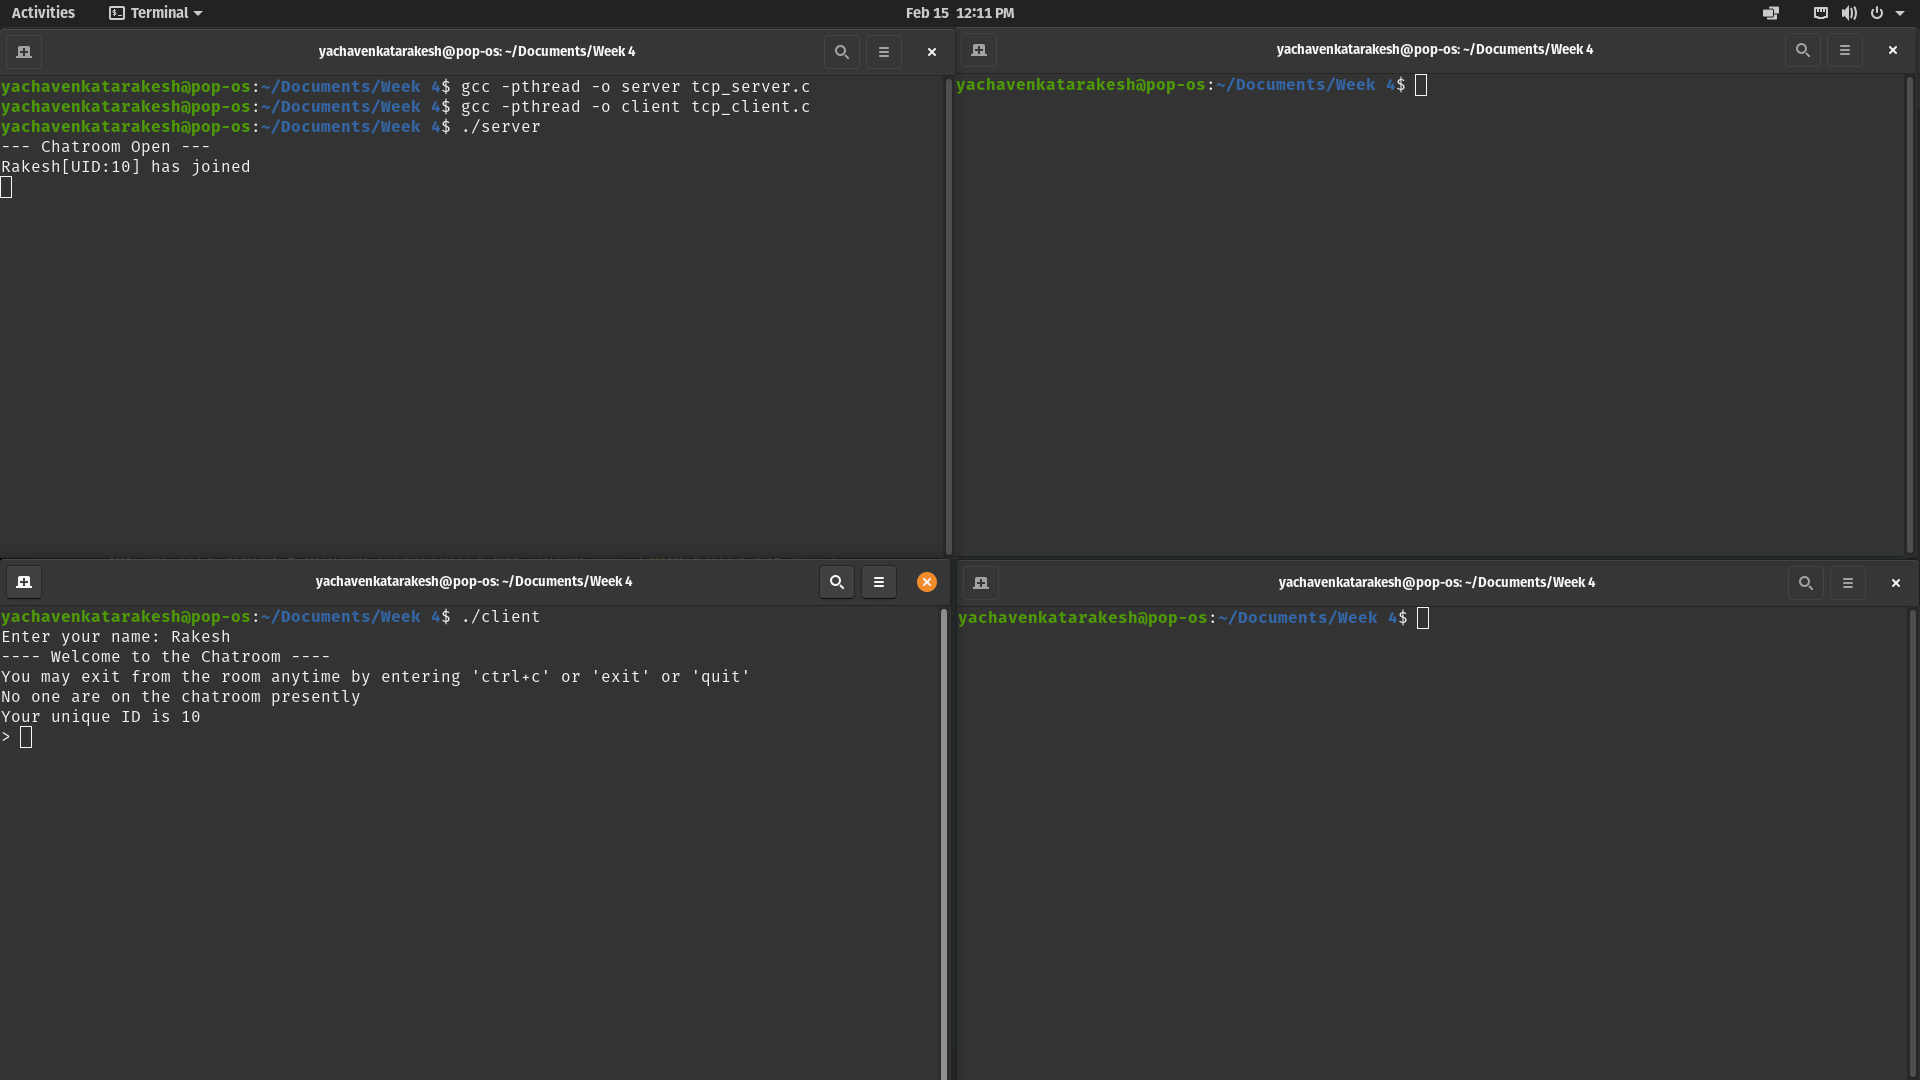 Activities Terminal Feb 15 12:11 PM
yachavenkatarakesh@pop-os: ~/Documents/Week 4
yachavenkatarakesh@pop-os:~/Documents/Week 4$ gcc -pthread -o server tcp_server.c
yachavenkatarakesh@pop-os:~/Documents/Week 4$ gcc -pthread -o client tcp_client.c
yachavenkatarakesh@pop-os:~/Documents/Week 4$ ./server
--- Chatroom Open ---
Rakesh[UID:10] has joined
yachavenkatarakesh@pop-os: ~/Documents/Week 4
yachavenkatarakesh@pop-os:~/Documents/Week 4$
yachavenkatarakesh@pop-os: ~/Documents/Week 4
yachavenkatarakesh@pop-os:~/Documents/Week 4$ ./client
Enter your name: Rakesh
---- Welcome to the Chatroom ----
You may exit from the room anytime by entering 'ctrl+c' or 'exit' or 'quit'
No one are on the chatroom presently
Your unique ID is 10
>
yachavenkatarakesh@pop-os: ~/Documents/Week 4
yachavenkatarakesh@pop-os:~/Documents/Week 4$